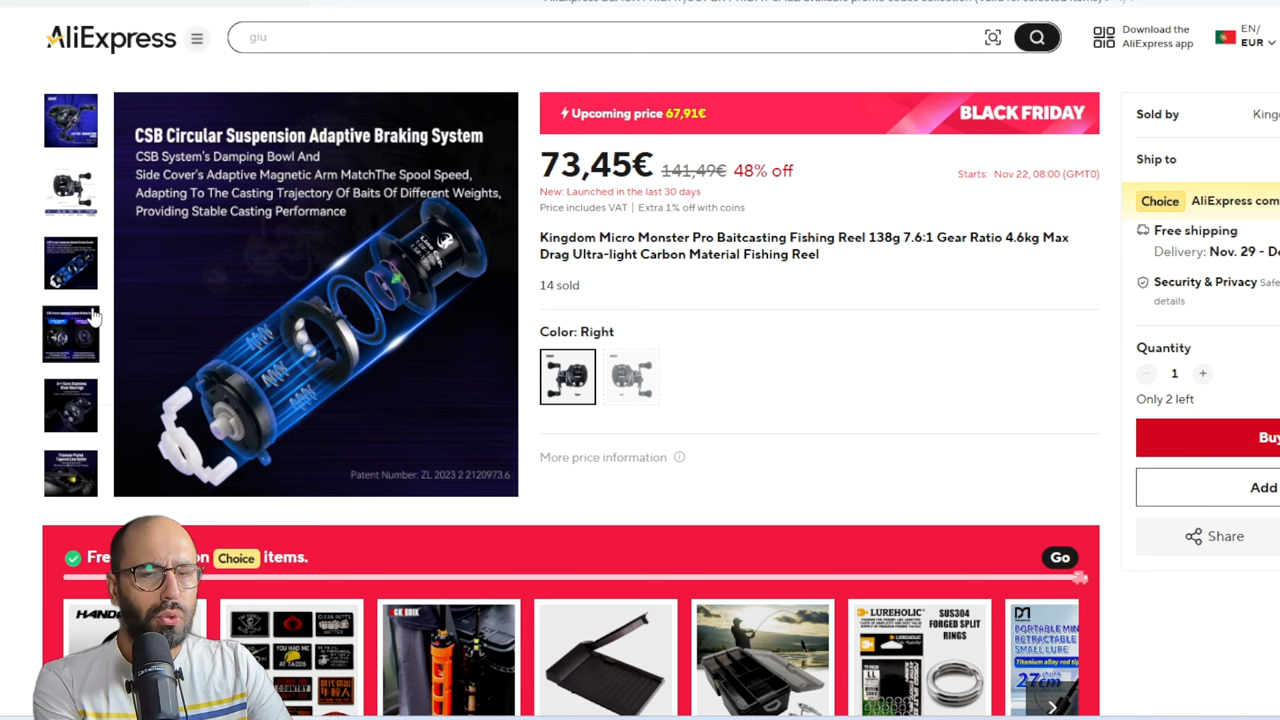 AliExpress
giu
Download the
AliExpress app
EN/
EUR
CSB Circular Suspension Adaptive Braking System
CSB System's Damping Bowl And
Side Cover's Adaptive Magnetic Arm MatchThe Spool Speed,
Adapting To The Casting Trajectory Of Baits Of Different Weights,
Providing Stable Casting Performance
Patent Number: ZL 2023 2 2120973.6
Upcoming price 67,91€
BLACK FRIDAY
73,45€ 141,49€ 48% off
New: Launched in the last 30 days
Starts: Nov 22, 08:00 (GMT0)
Price includes VAT | Extra 1% off with coins
Kingdom Micro Monster Pro Baitcasting Fishing Reel 138g 7.6:1 Gear Ratio 4.6kg Max
Drag Ultra-light Carbon Material Fishing Reel
14 sold
Color: Right
More price information
Sold by
Ship to
Choice AliExpress com
Free shipping
Delivery: Nov. 29 - De
Security & Privacy Safe
details
Quantity
1
Only 2 left
Add
Share
Choice items.
Go
LUREHOLIC
SUS304
FORGED SPLIT
RINGS
PORTABLE MIN
RETRACTABLE
SMALL LURE
Titanium alloy rod tip
27cm